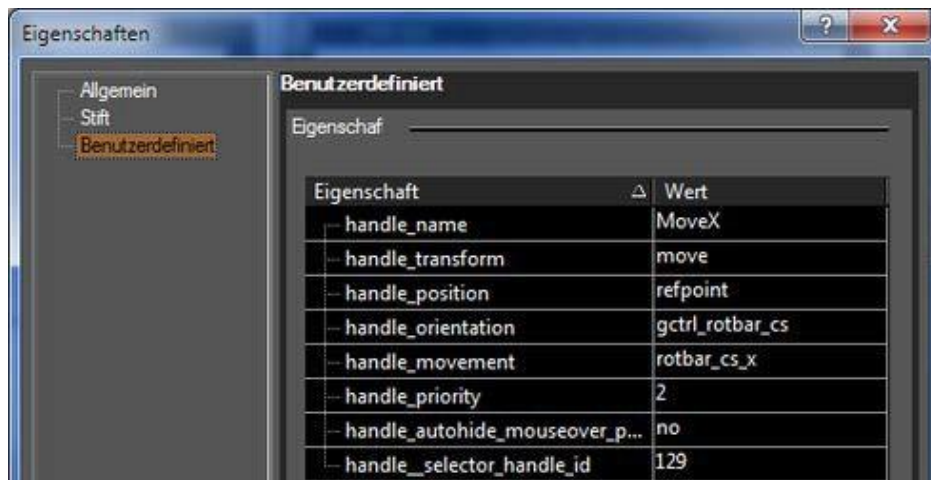 Eigenschaften
?
Allgemein
Stift
Benutzerdefiniert
Benutzerdefiniert
Eigenschaf
Eigenschaft Wert
handle_name MoveX
handle_transform move
handle_position refpoint
handle_orientation gctrl_rotbar_cs
handle_movement rotbar_cs_x
handle_priority 2
handle_autohide_mouseover_p... no
handle__selector_handle_id 129